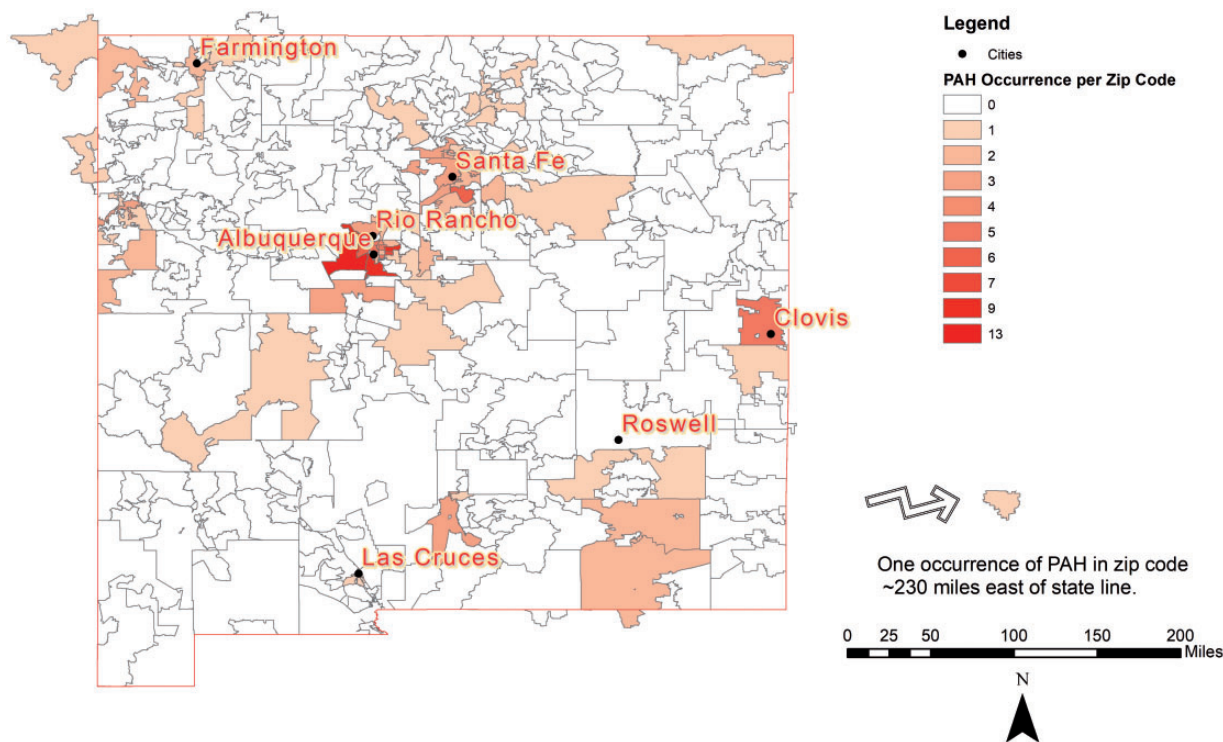 Farmington
Santa Fe
Rio Rancho
Albuquerque
Clovis
Roswell
Las Cruces
Legend
Cities
PAH Occurrence per Zip Code
0
1
2
3
4
5
6
7
9
13
One occurrence of PAH in zip code
~230 miles east of state line.
0 25 50 100 150 200
Miles
N